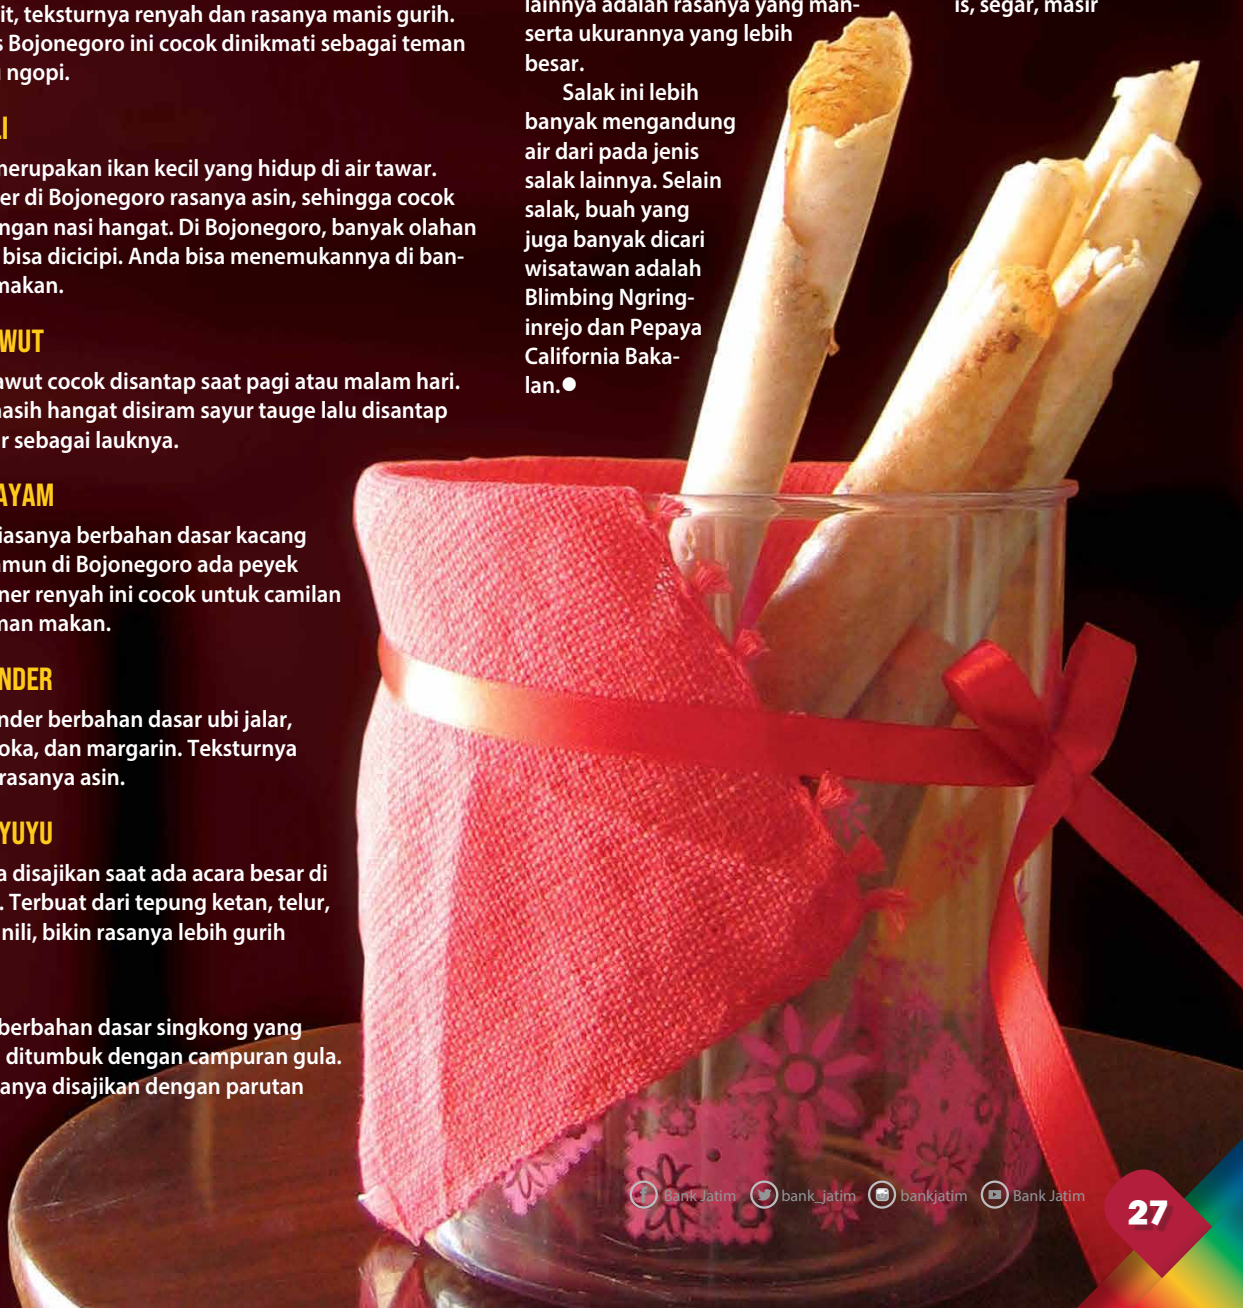 it, teksturnya renyah dan rasanya manis gurih.
s Bojonegoro ini cocok dinikmati sebagai teman
ngopi.
LI
merupakan ikan kecil yang hidup di air tawar.
er di Bojonegoro rasanya asin, sehingga cocok
ngan nasi hangat. Di Bojonegoro, banyak olahan
bisa dicicipi. Anda bisa menemukannya di ban-
makan.
WUT
awut cocok disantap saat pagi atau malam hari.
masih hangat disiram sayur tauge lalu disantap
r sebagai lauknya.
AYAM
iasanya berbahan dasar kacang
amun di Bojonegoro ada peyek
ner renyah ini cocok untuk camilan
man makan.
NDER
nder berbahan dasar ubi jalar,
oka, dan margarin. Teksturnya
rasanya asin.
YUYU
a disajikan saat ada acara besar di
. Terbuat dari tepung ketan, telur,
nili, bikin rasanya lebih gurih
berbahan dasar singkong yang
ditumbuk dengan campuran gula.
anya disajikan dengan parutan
lainnya adalah rasanya yang man-
serta ukurannya yang lebih
besar.
Salak ini lebih
banyak mengandung
air dari pada jenis
salak lainnya. Selain
salak, buah yang
juga banyak dicari
wisatawan adalah
Blimbing Ngring-
inrejo dan Pepaya
California Baka-
lan.●
is, segar, masir
Bank Jatim bank_jatim bankjatim Bank Jatim
27